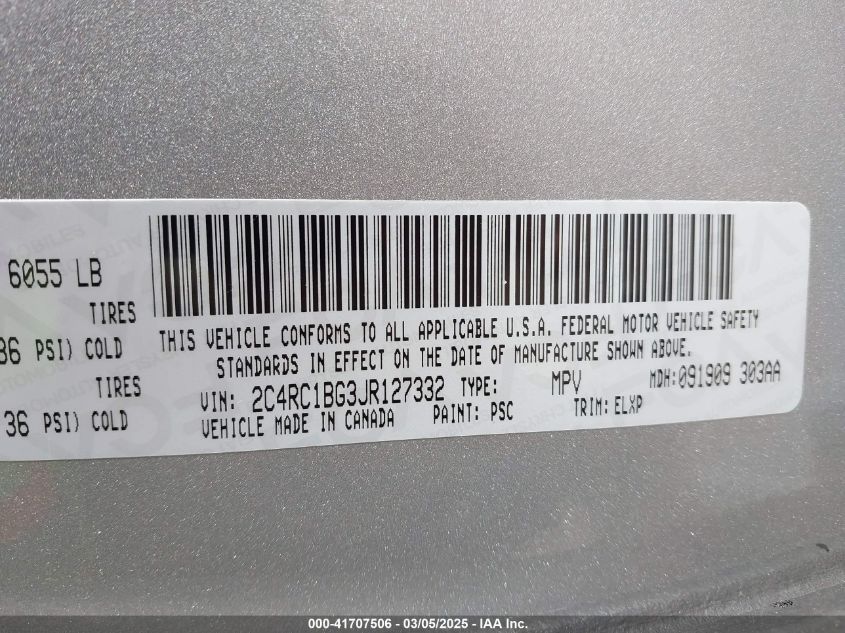 6055 LB
TIRES
36 PSI) COLD
TIRES
36 PSI) COLD
THIS VEHICLE CONFORMS TO ALL APPLICABLE U.S.A. FEDERAL MOTOR VEHICLE SAFETY
STANDARDS IN EFFECT ON THE DATE OF MANUFACTURE SHOWN ABOVE.
VIN: 2C4RC1BG3JR127332 TYPE: MPV MDH:091909 303AA
VEHICLE MADE IN CANADA PAINT: PSC TRIM: ELXP
000-41707506 - 03/05/2025 - IAA Inc.